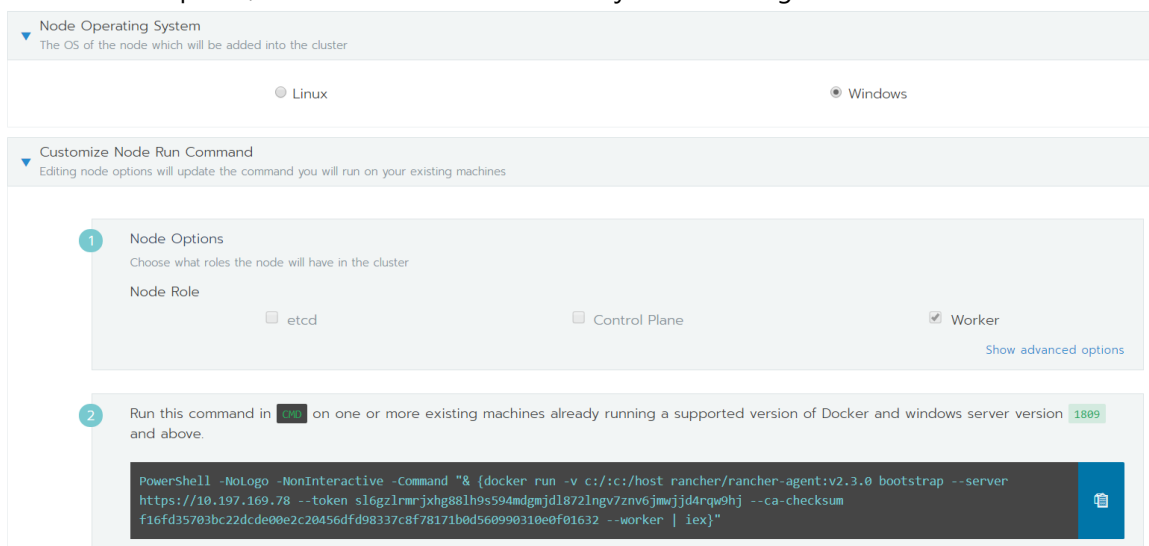 Node Operating System
The OS of the node which will be added into the cluster
Linux
Windows
Customize Node Run Command
Editing node options will update the command you will run on your existing machines
1
Node Options
Choose what roles the node will have in the cluster
Node Role
etcd
Control Plane
Worker
Show advanced options
2
Run this command in CMD on one or more existing machines already running a supported version of Docker and windows server version 1809
and above.
PowerShell -NoLogo -NonInteractive -Command "& {docker run -v c:/:c:/host rancher/rancher-agent:v2.3.0 bootstrap --server
https://10.197.169.78 --token sl6gzlrmrjxhg88lh9s594mdgmjdl872lngv7znv6jmwjjd4rqw9hj --ca-checksum
f16fd35703bc22dcde00e2c20456dfd98337c8f78171b0d560990310e0f01632 --worker | iex}"